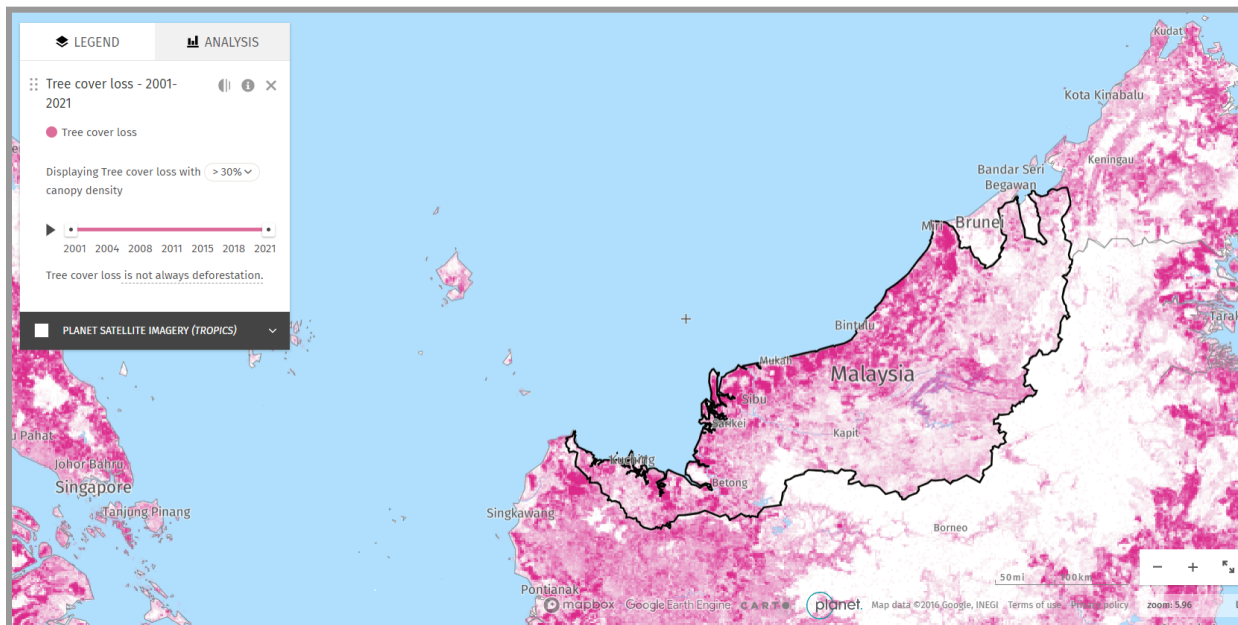 LEGEND
ANALYSIS
Tree cover loss - 2001-
2021
Tree cover loss
Displaying Tree cover loss with > 30%
canopy density
2001 2004 2008 2011 2015 2018 2021
Tree cover loss is not always deforestation.
PLANET SATELLITE IMAGERY (TROPICS)
Kudat
Kota Kinabalu
Keningau
Bandar Seri
Begawan
Miri
Brunei
Tarak
Bintulu
Mukah
Malaysia
Sibu
Sarikei
Kapit
Kuching
Betong
Singkawang
Pontianak
Borneo
u Pahat
Johor Bahru
Singapore
Tanjung Pinang
50mi 100km
− +
mapbox Google Earth Engine CARTO planet. Map data ©2016 Google, INEGI Terms of use Privacy policy zoom: 5.96